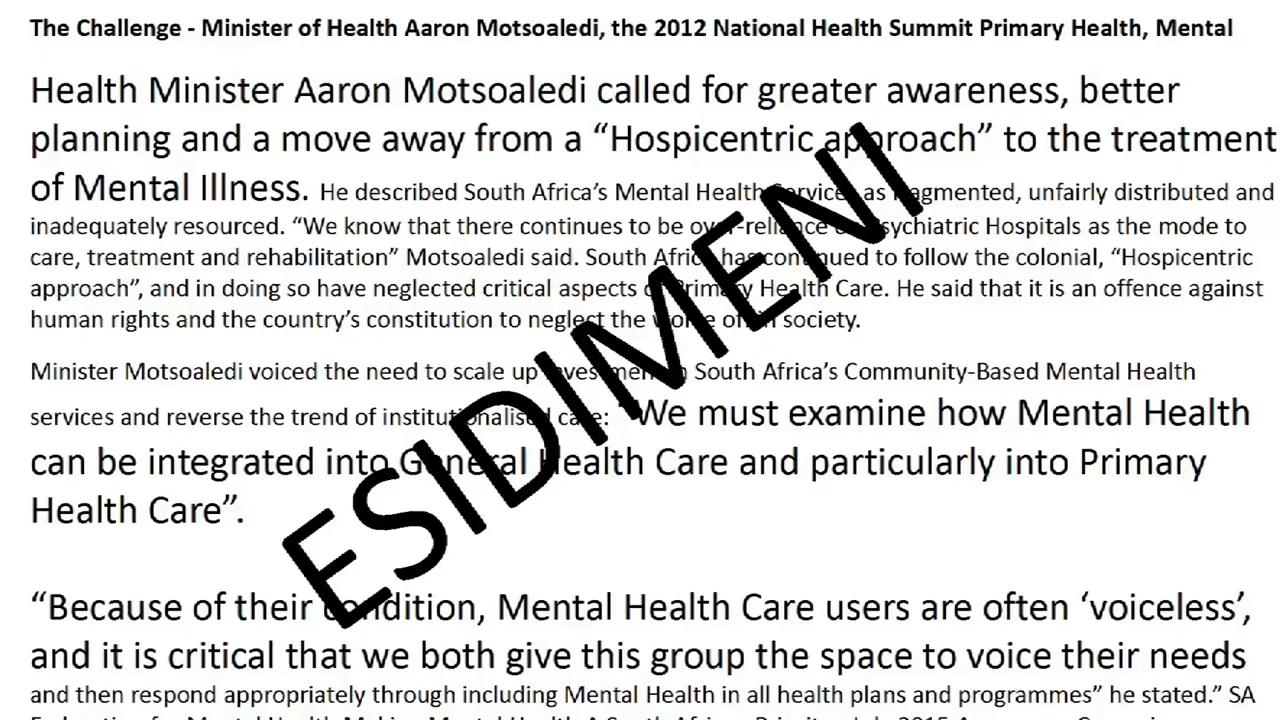 The Challenge - Minister of Health Aaron Motsoaledi, the 2012 National Health Summit Primary Health, Mental
Health Minister Aaron Motsoaledi called for greater awareness, better
planning and a move away from a “Hospicentric approach” to the treatment
of Mental Illness. He described South Africa’s Mental Health Services as fragmented, unfairly distributed and
inadequately resourced. “We know that there continues to be over-reliance on Psychiatric Hospitals as the mode to
care, treatment and rehabilitation” Motsoaledi said. South Africa has continued to follow the colonial, “Hospicentric
approach”, and in doing so have neglected critical aspects of Primary Health Care. He said that it is an offence against
human rights and the country’s constitution to neglect the worse off in society.
Minister Motsoaledi voiced the need to scale up investment in South Africa’s Community-Based Mental Health
services and reverse the trend of institutionalised care: “We must examine how Mental Health
can be integrated into General Health Care and particularly into Primary
Health Care”.
“Because of their condition, Mental Health Care users are often ‘voiceless’,
and it is critical that we both give this group the space to voice their needs
and then respond appropriately through including Mental Health in all health plans and programmes” he stated.” SA
ESIDIMENI